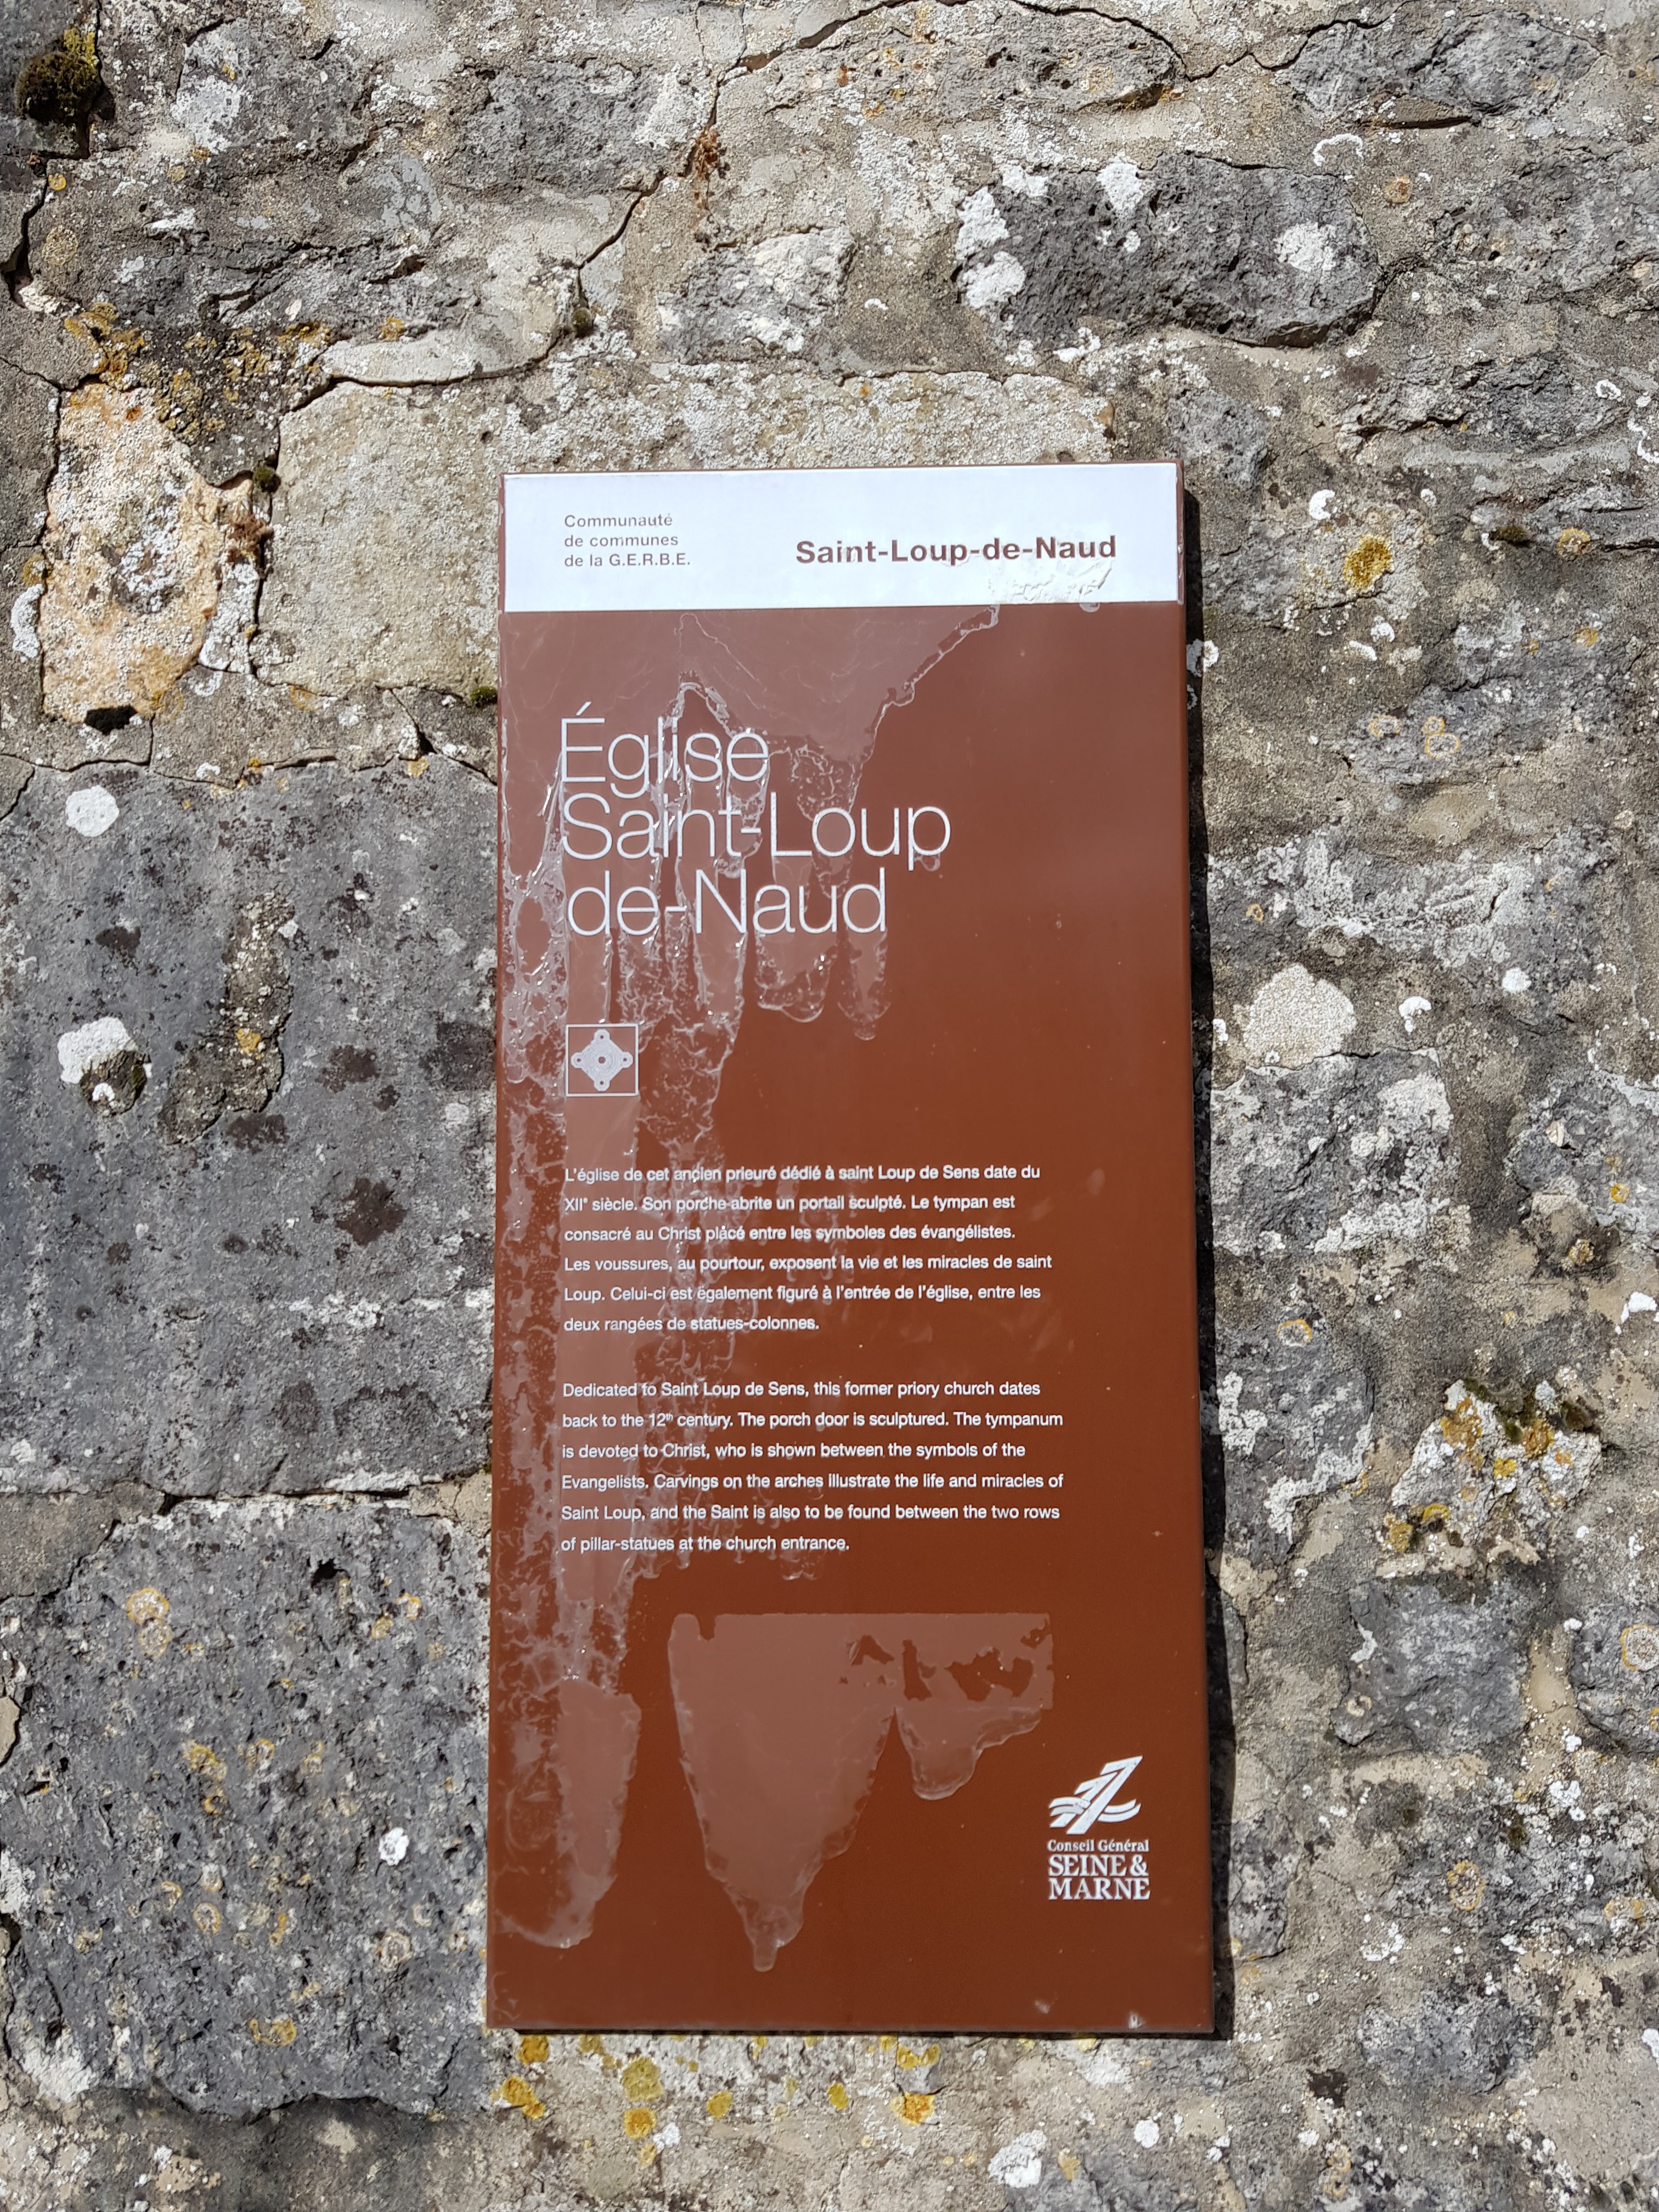 Communauté
de communes
de la G.E.R.B.E.
Saint-Loup-de-Naud
Église
Saint-Loup
de-Naud
L'église de cet ancien prieuré dédié à saint Loup de Sens date du
XIIe siècle. Son porche abrite un portail sculpté. Le tympan est
consacré au Christ placé entre les symboles des évangélistes.
Les voussures, au pourtour, exposent la vie et les miracles de saint
Loup. Celui-ci est également figuré à l'entrée de l'église, entre les
deux rangées de statues-colonnes.
Dedicated to Saint Loup de Sens, this former priory church dates
back to the 12th century. The porch door is sculptured. The tympanum
is devoted to Christ, who is shown between the symbols of the
Evangelists. Carvings on the arches illustrate the life and miracles of
Saint Loup, and the Saint is also to be found between the two rows
of pillar-statues at the church entrance.
Conseil Général
SEINE &
MARNE